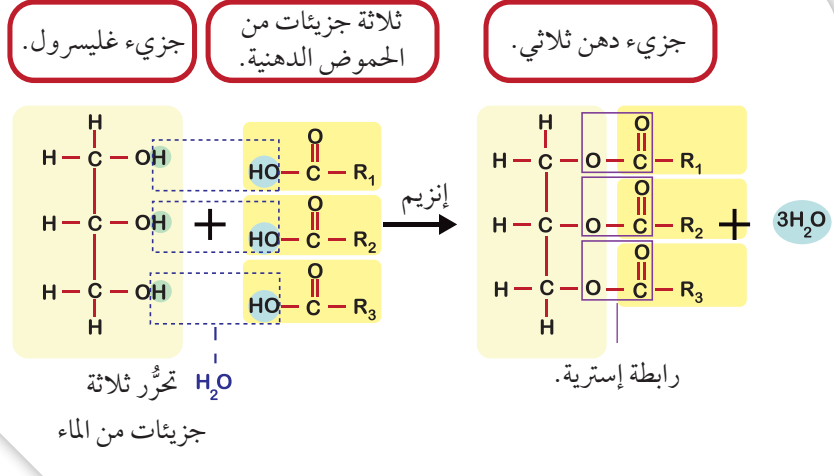 جزيء غليسرول.
ثلاثة جزيئات من
الحموض الدهنية.
جزيء دهن ثلاثي.
H
H — C — OH
H — C — OH
H — C — OH
H
+
O
HO — C — R₁
O
HO — C — R₂
O
HO — C — R₃
إنزيم
H
O
H — C — O — C — R₁
O
H — C — O — C — R₂
O
H — C — O — C — R₃
H
+
3H₂O
رابطة إسترية.
H₂O
تحرُّر ثلاثة
جزيئات من الماء